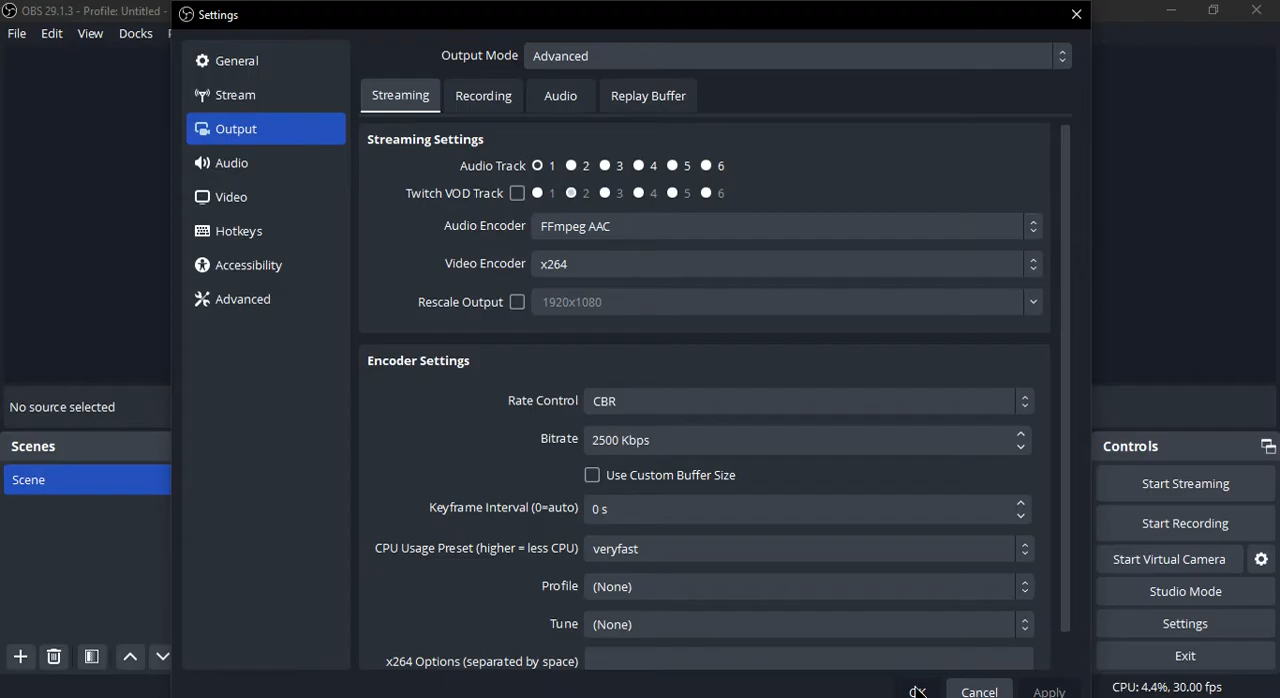 OBS 29.1.3 - Profile: Untitled -
Settings
File Edit View Docks
General
Stream
Output
Audio
Video
Hotkeys
Accessibility
Advanced
Output Mode Advanced
Streaming Recording Audio Replay Buffer
Streaming Settings
Audio Track 1 2 3 4 5 6
Twitch VOD Track 1 2 3 4 5 6
Audio Encoder FFmpeg AAC
Video Encoder x264
Rescale Output 1920x1080
Encoder Settings
Rate Control CBR
Bitrate 2500 Kbps
Use Custom Buffer Size
Keyframe Interval (0=auto) 0 s
CPU Usage Preset (higher = less CPU) veryfast
Profile (None)
Tune (None)
x264 Options (separated by space)
Cancel Apply
No source selected
Scenes
Scene
Controls
Start Streaming
Start Recording
Start Virtual Camera
Studio Mode
Settings
Exit
CPU: 4.4%, 30.00 fps